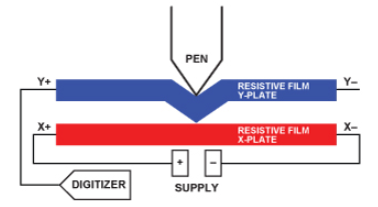 PEN
Y+
RESISTIVE FILM
Y-PLATE
Y–
X+
RESISTIVE FILM
X-PLATE
X–
+
–
DIGITIZER
SUPPLY